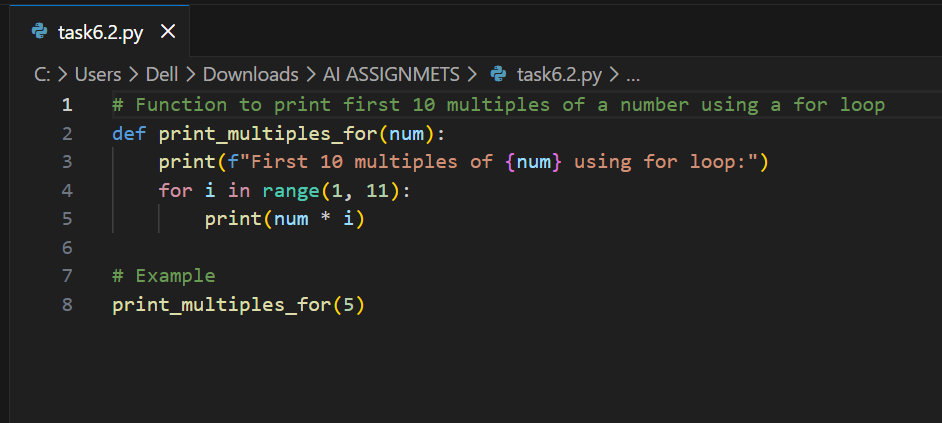 task6.2.py
C: > Users > Dell > Downloads > AI ASSIGNMETS > task6.2.py > ...
1 # Function to print first 10 multiples of a number using a for loop
2 def print_multiples_for(num):
3     print(f"First 10 multiples of {num} using for loop:")
4     for i in range(1, 11):
5         print(num * i)
6
7 # Example
8 print_multiples_for(5)